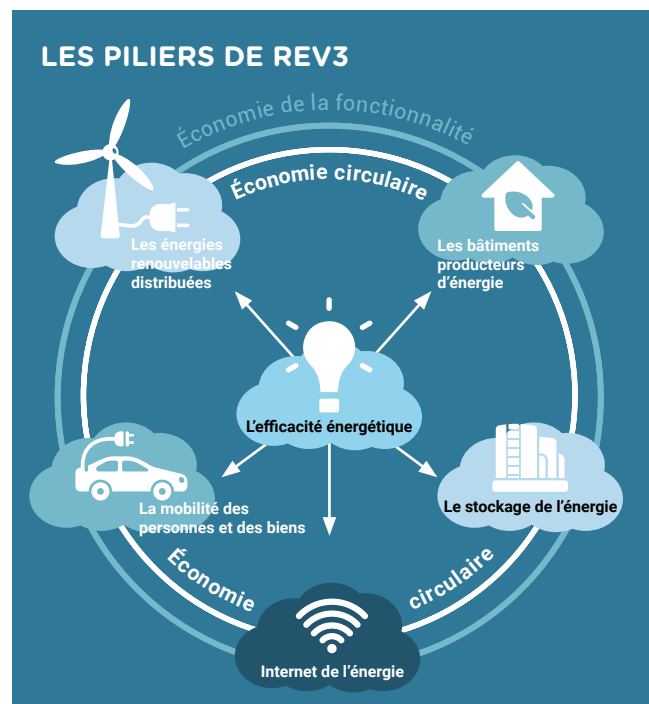 LES PILIERS DE REV3
Économie de la fonctionnalité
Économie circulaire
Les énergies
renouvelables
distribuées
Les bâtiments
producteurs
d’énergie
L’efficacité énergétique
La mobilité des
personnes et des biens
Le stockage de l’énergie
Économie circulaire
Internet de l’énergie